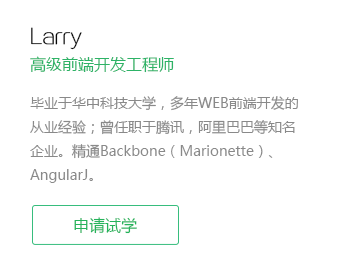 Larry
高级前端开发工程师
毕业于华中科技大学，多年WEB前端开发的
从业经验；曾任职于腾讯，阿里巴巴等知名
企业。精通Backbone（Marionette）、
AngularJ。
申请试学